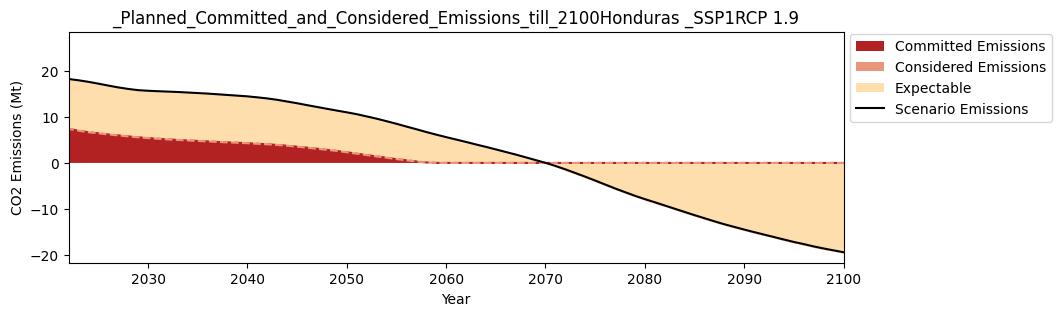 _Planned_Committed_and_Considered_Emissions_till_2100Honduras _SSP1RCP 1.9
Committed Emissions
Considered Emissions
Expectable
Scenario Emissions
CO2 Emissions (Mt)
20
10
0
−10
−20
2030 2040 2050 2060 2070 2080 2090 2100
Year